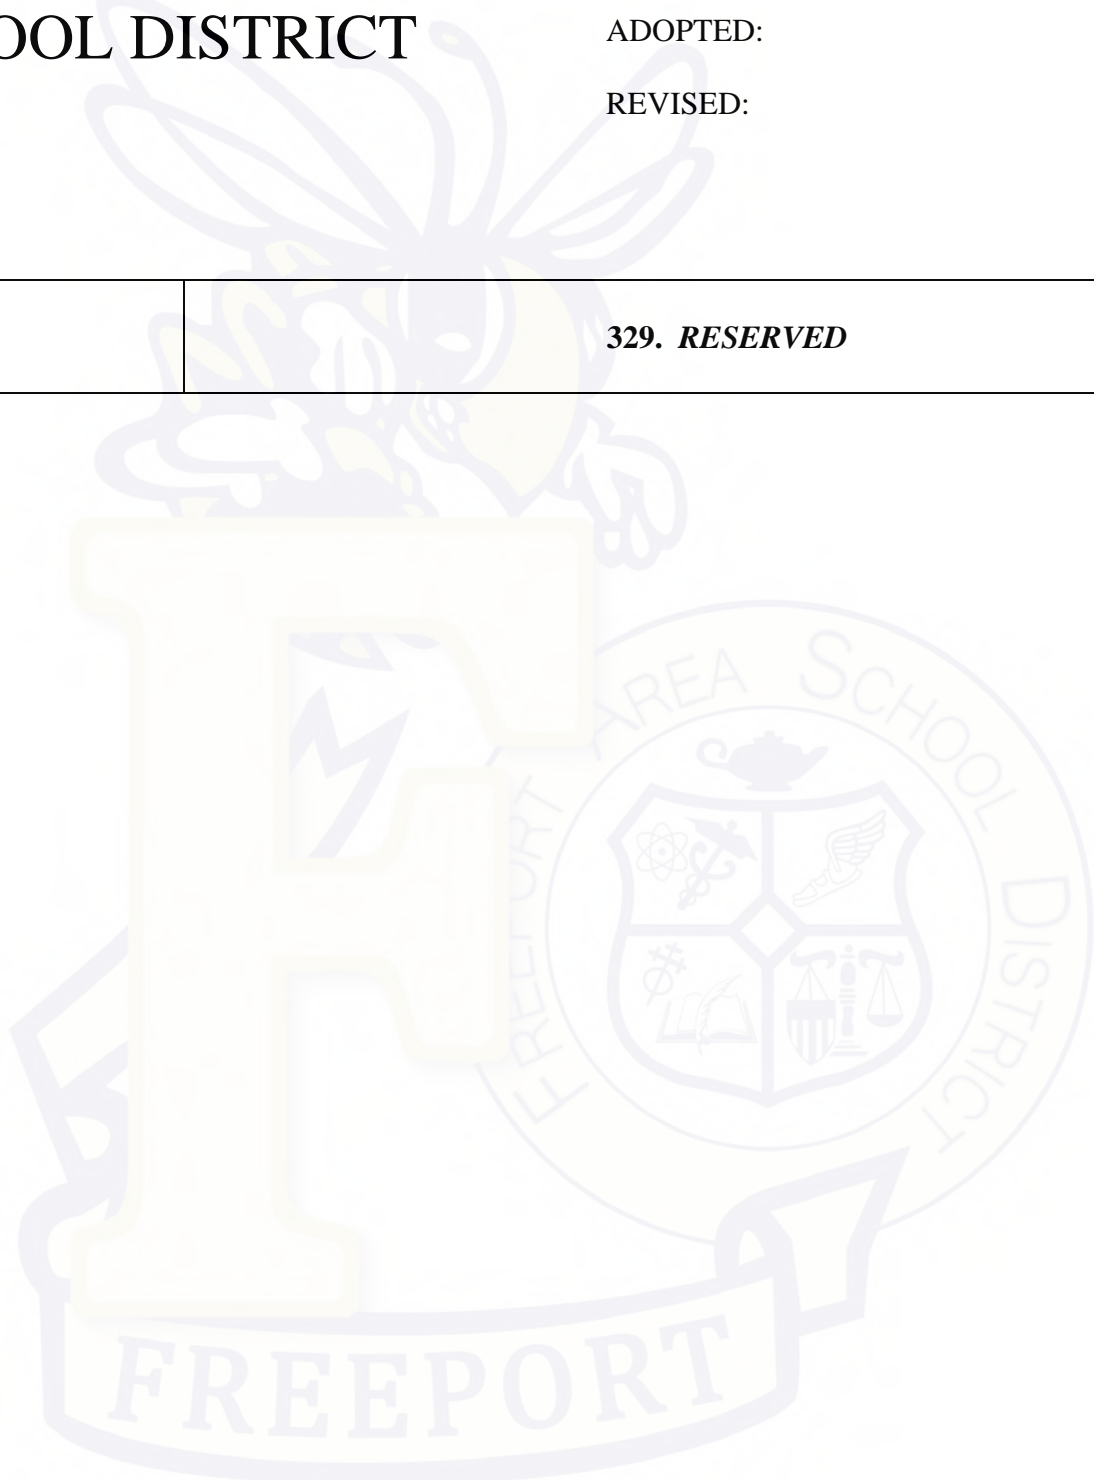 OOL DISTRICT
ADOPTED:
REVISED:
329. RESERVED
FREEPORT AREA SCHOOL DISTRICT
FREEPORT